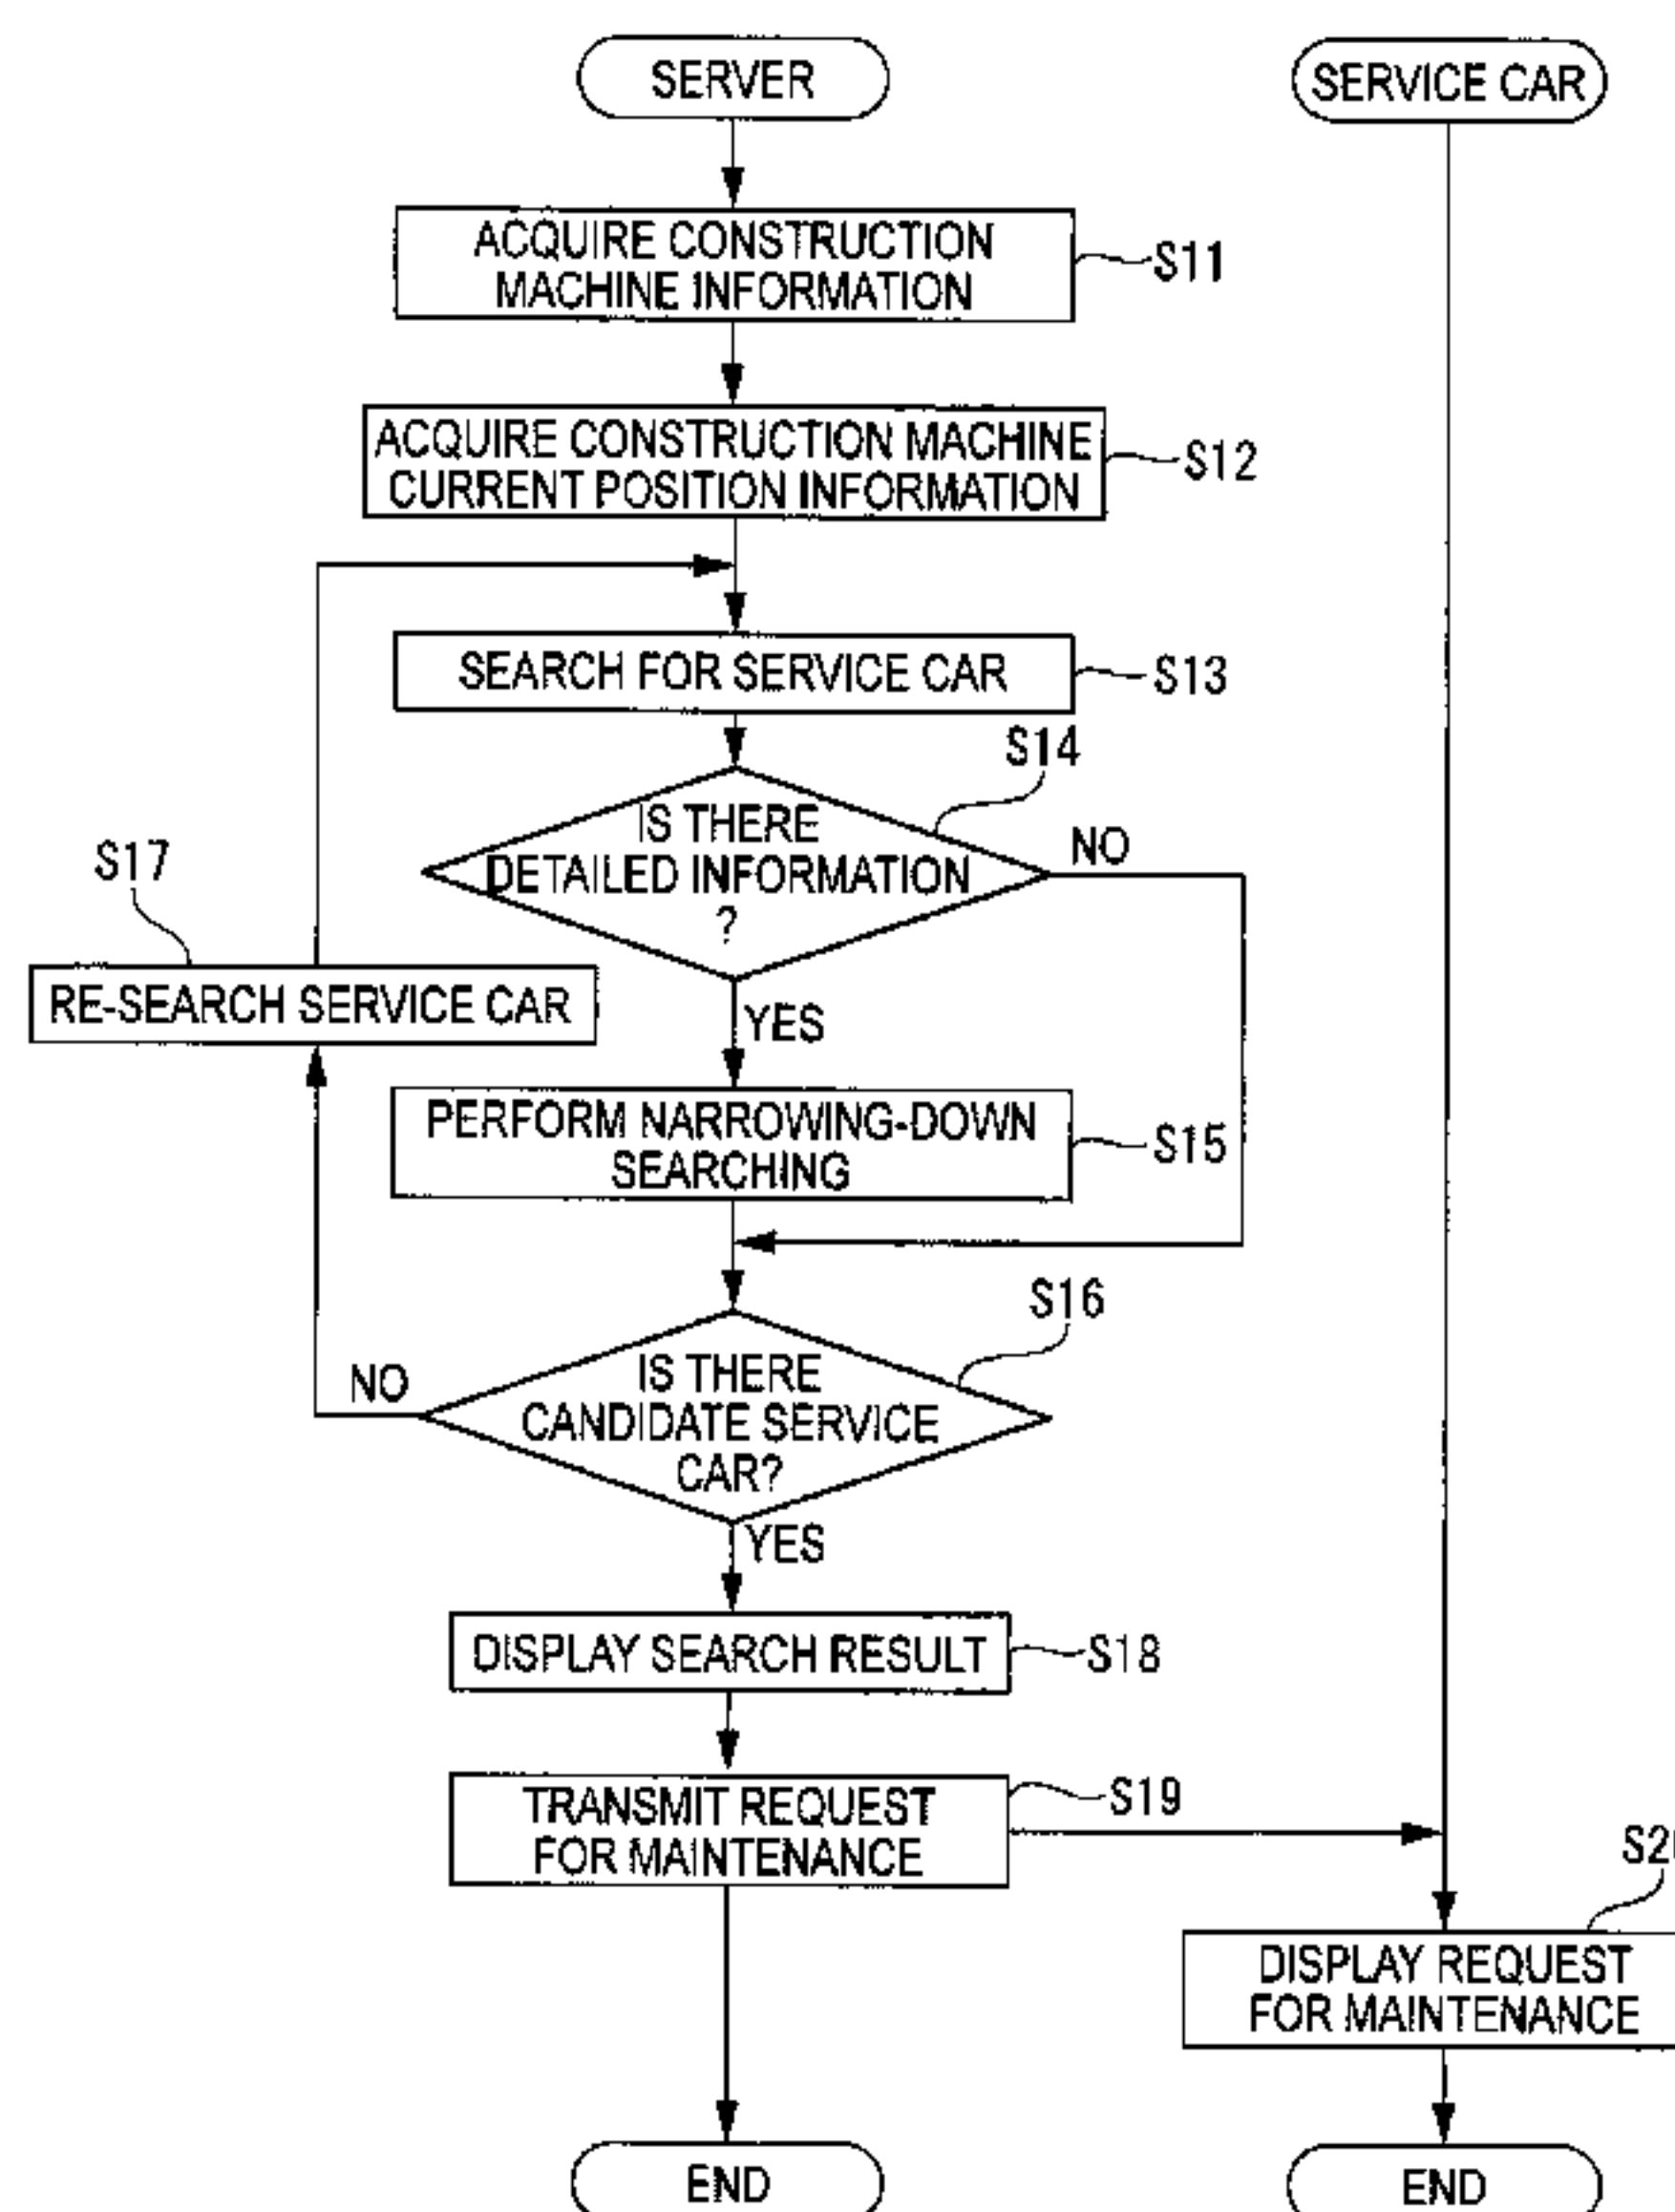 SERVER
SERVICE CAR
ACQUIRE CONSTRUCTION
MACHINE INFORMATION
S11
ACQUIRE CONSTRUCTION MACHINE
CURRENT POSITION INFORMATION
S12
SEARCH FOR SERVICE CAR
S13
S14
IS THERE
DETAILED INFORMATION
?
NO
YES
S17
RE-SEARCH SERVICE CAR
PERFORM NARROWING-DOWN
SEARCHING
S15
S16
IS THERE
CANDIDATE SERVICE
CAR?
NO
YES
DISPLAY SEARCH RESULT
S18
TRANSMIT REQUEST
FOR MAINTENANCE
S19
DISPLAY REQUEST
FOR MAINTENANCE
END
END